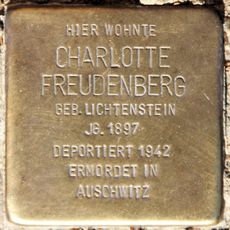 HIER WOHNTE
CHARLOTTE
FREUDENBERG
GEB. LICHTENSTEIN
JG. 1897
DEPORTIERT 1942
ERMORDET IN
AUSCHWITZ